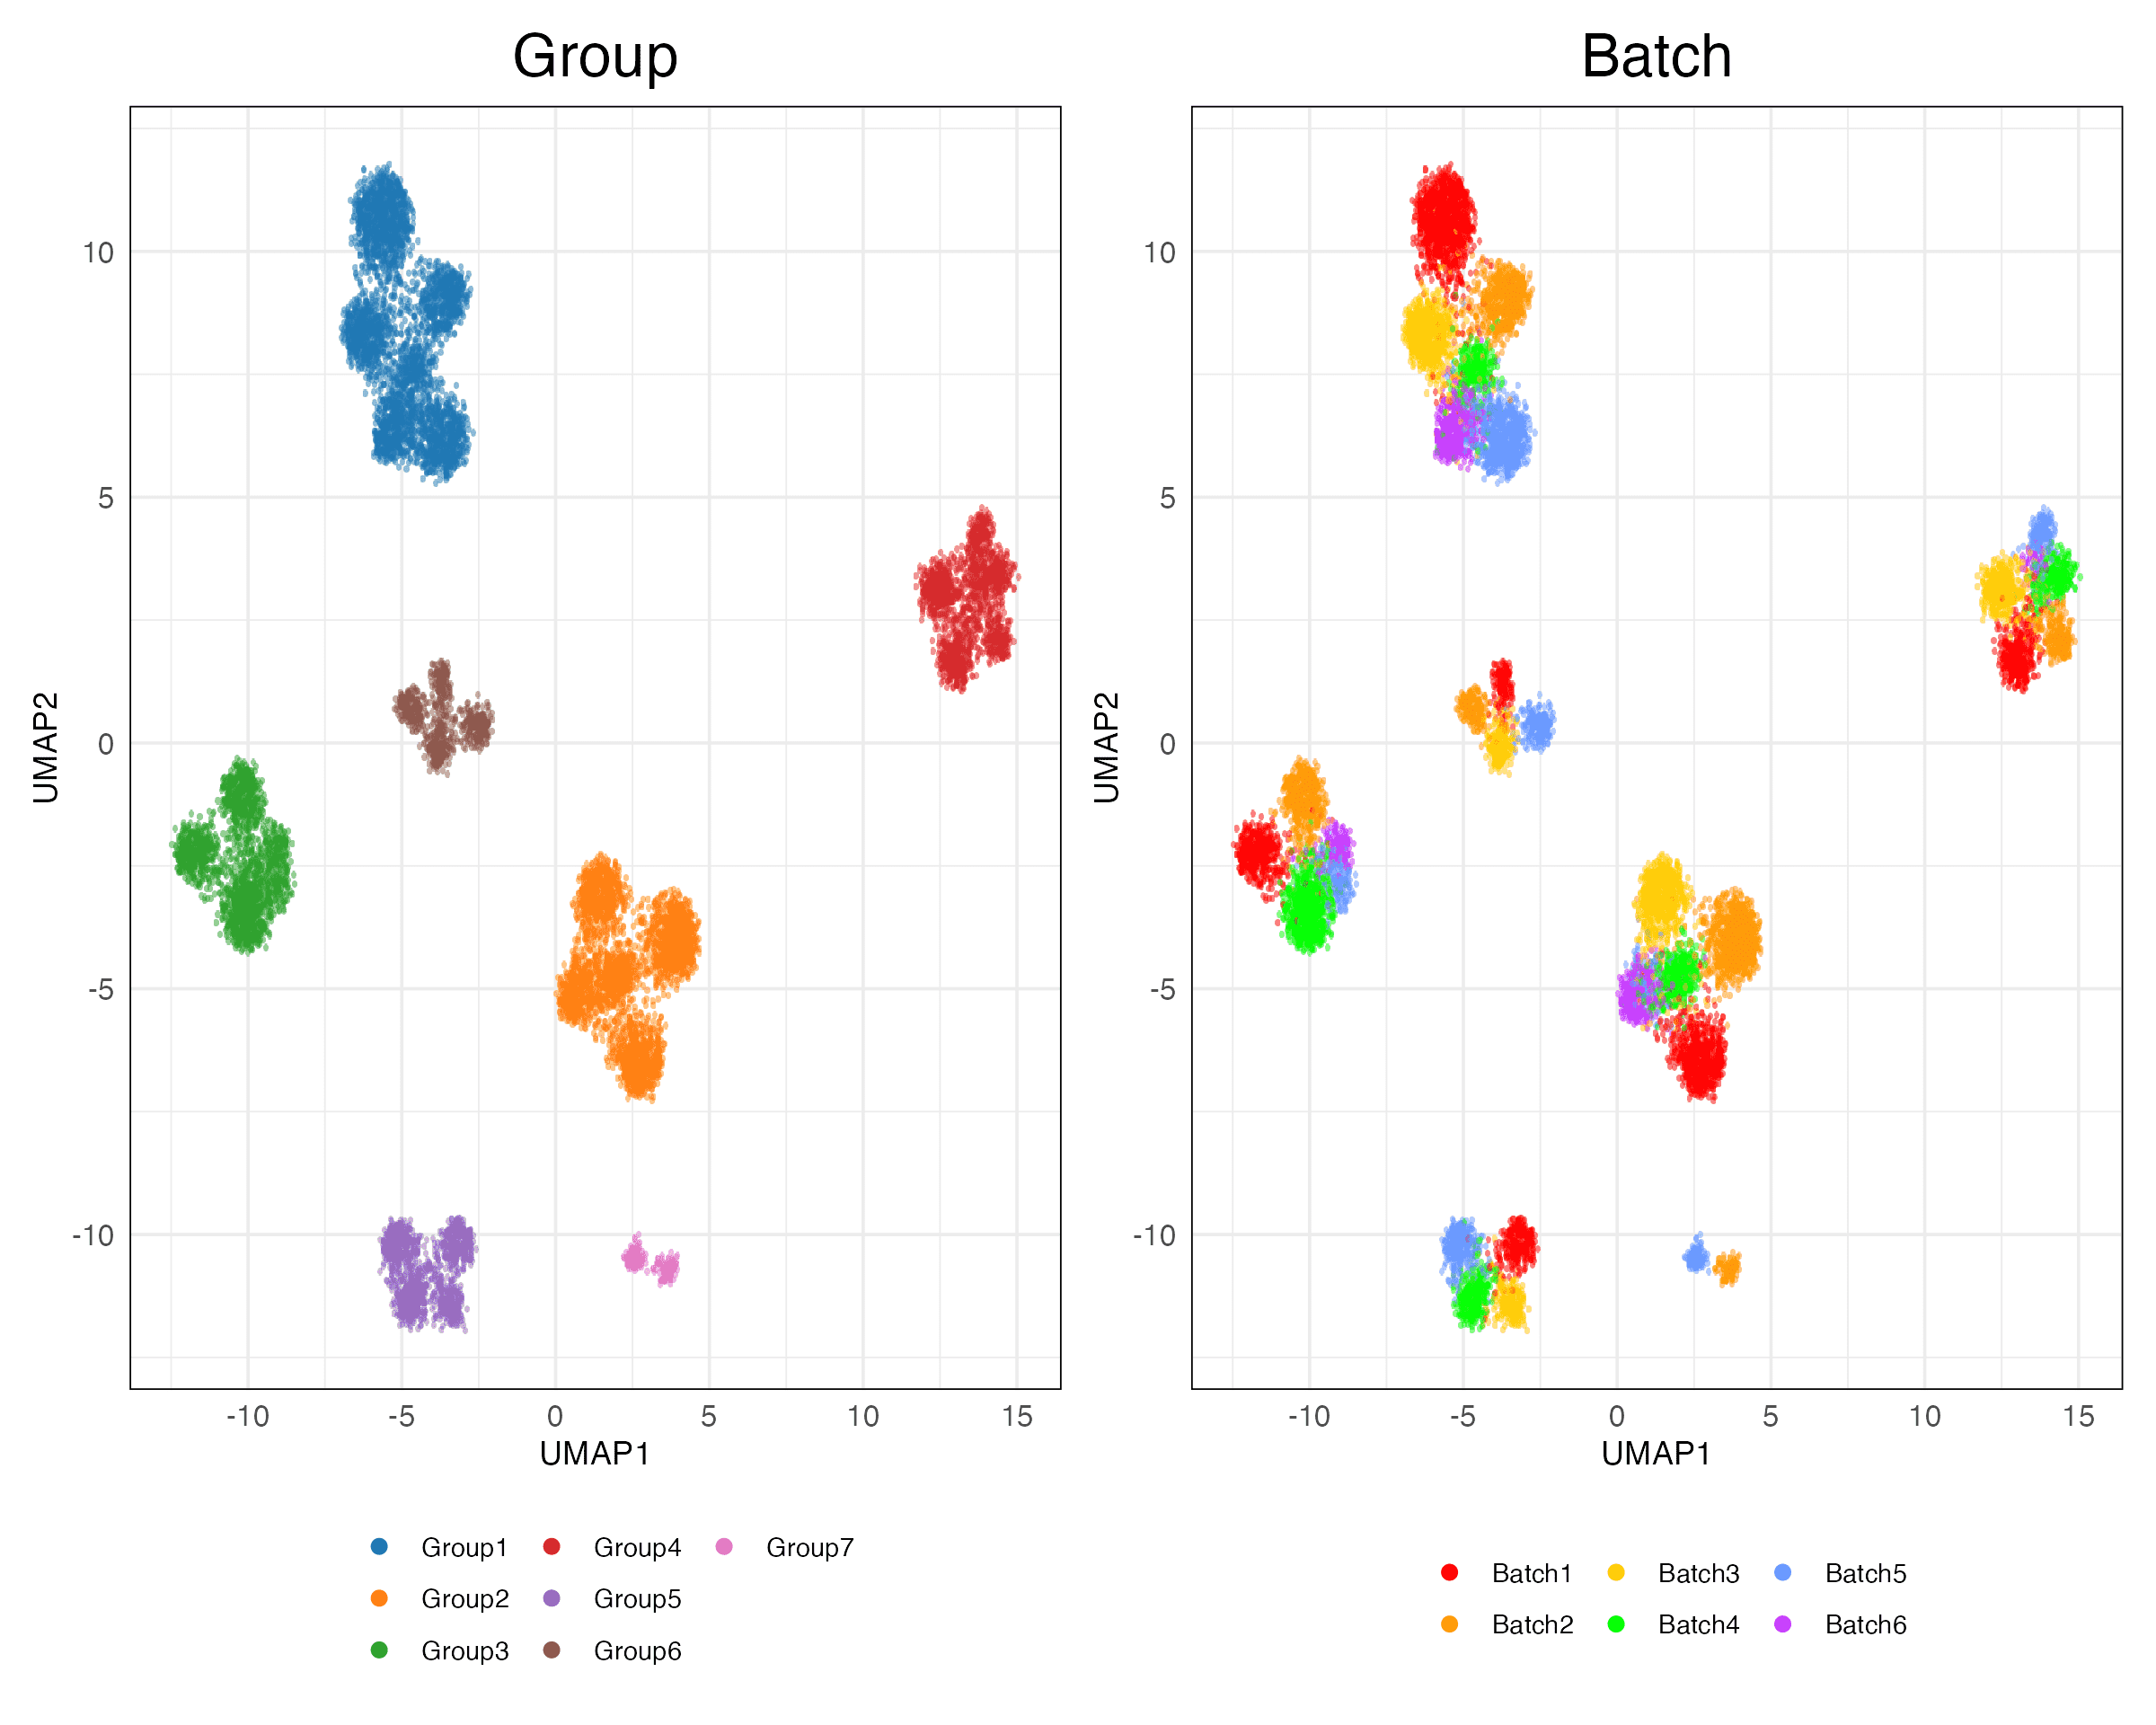 Group
10
5
0
-5
-10
UMAP2
-10 -5 0 5 10 15
UMAP1
Group1 Group4 Group7
Group2 Group5
Group3 Group6
Batch
10
5
0
-5
-10
UMAP2
-10 -5 0 5 10 15
UMAP1
Batch1 Batch3 Batch5
Batch2 Batch4 Batch6